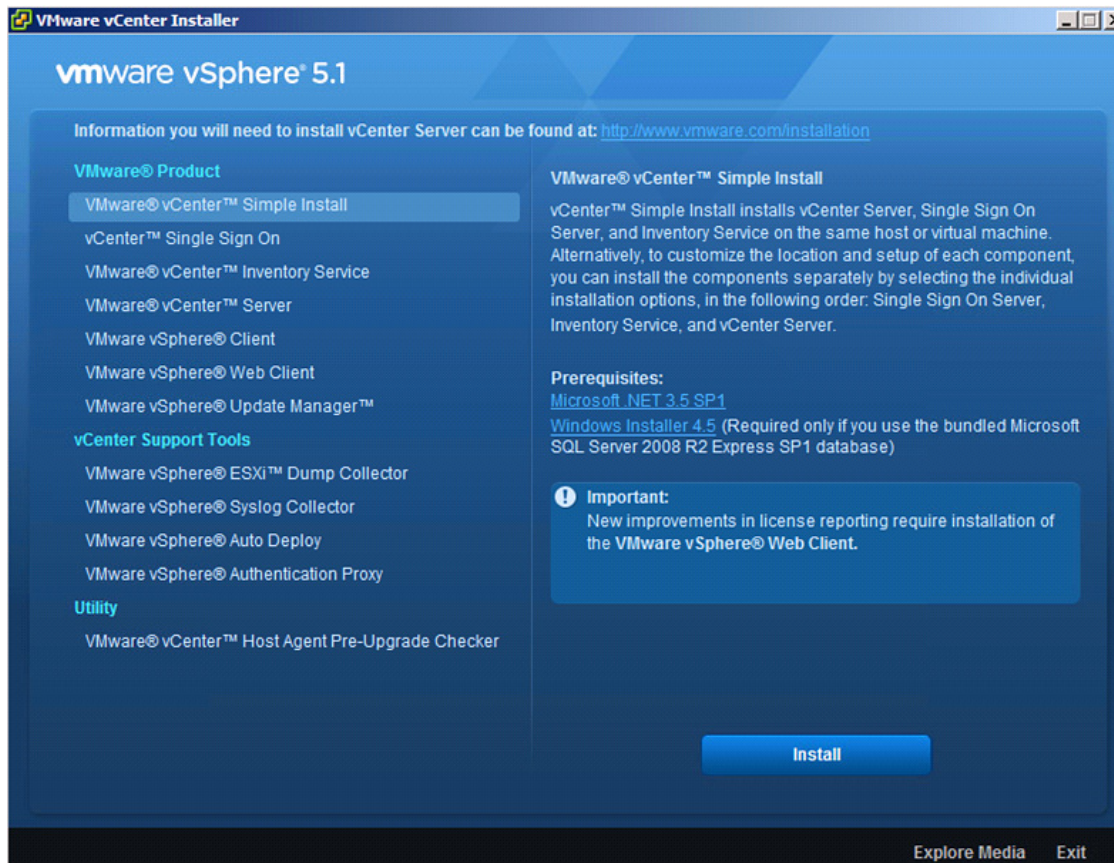 VMware vCenter Installer
vmware vSphere® 5.1
Information you will need to install vCenter Server can be found at: http://www.vmware.com/installation
VMware® Product
VMware® vCenter™ Simple Install
vCenter™ Single Sign On
VMware® vCenter™ Inventory Service
VMware® vCenter™ Server
VMware vSphere® Client
VMware vSphere® Web Client
VMware vSphere® Update Manager™
vCenter Support Tools
VMware vSphere® ESXi™ Dump Collector
VMware vSphere® Syslog Collector
VMware vSphere® Auto Deploy
VMware vSphere® Authentication Proxy
Utility
VMware® vCenter™ Host Agent Pre-Upgrade Checker
VMware® vCenter™ Simple Install
vCenter™ Simple Install installs vCenter Server, Single Sign On
Server, and Inventory Service on the same host or virtual machine.
Alternatively, to customize the location and setup of each component,
you can install the components separately by selecting the individual
installation options, in the following order: Single Sign On Server,
Inventory Service, and vCenter Server.
Prerequisites:
Microsoft .NET 3.5 SP1
Windows Installer 4.5 (Required only if you use the bundled Microsoft
SQL Server 2008 R2 Express SP1 database)
Important:
New improvements in license reporting require installation of
the VMware vSphere® Web Client.
Install
Explore Media
Exit